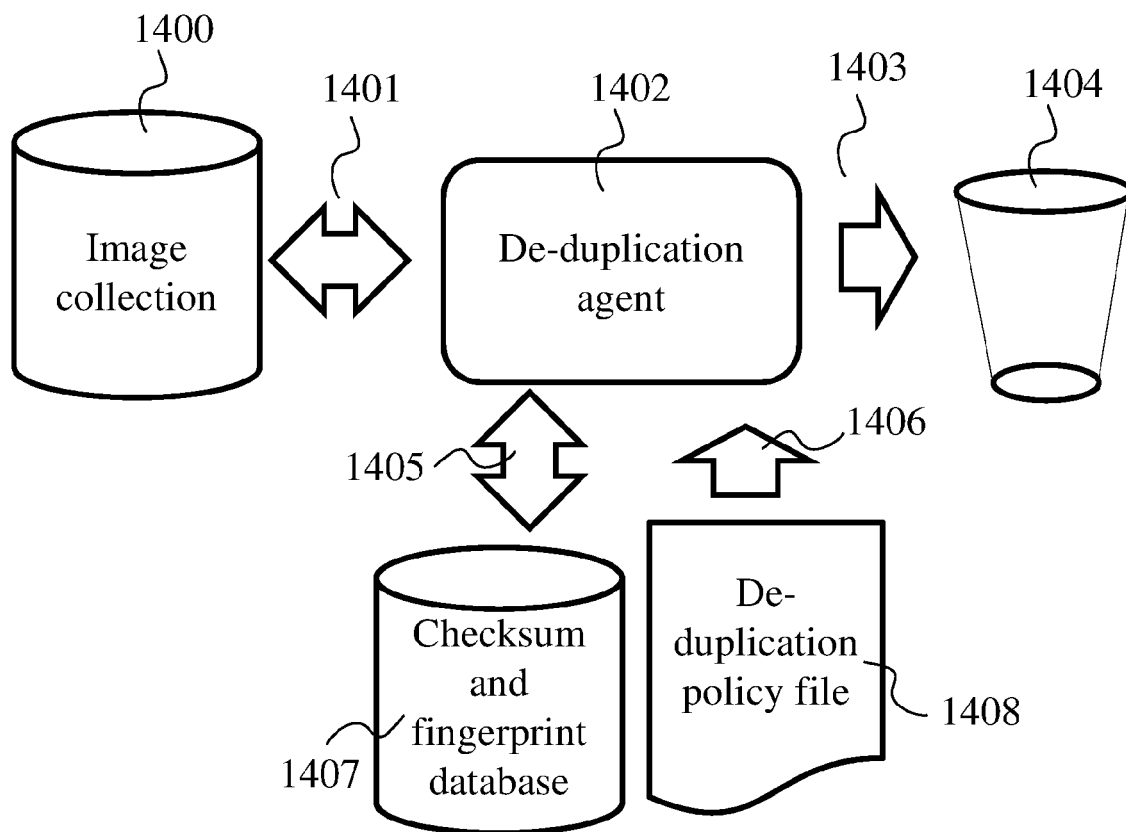 1400
1401
1402
1403
1404
Image
collection
De-duplication
agent
1405
1406
Checksum
and
fingerprint
database
De-
duplication
policy file
1407
1408